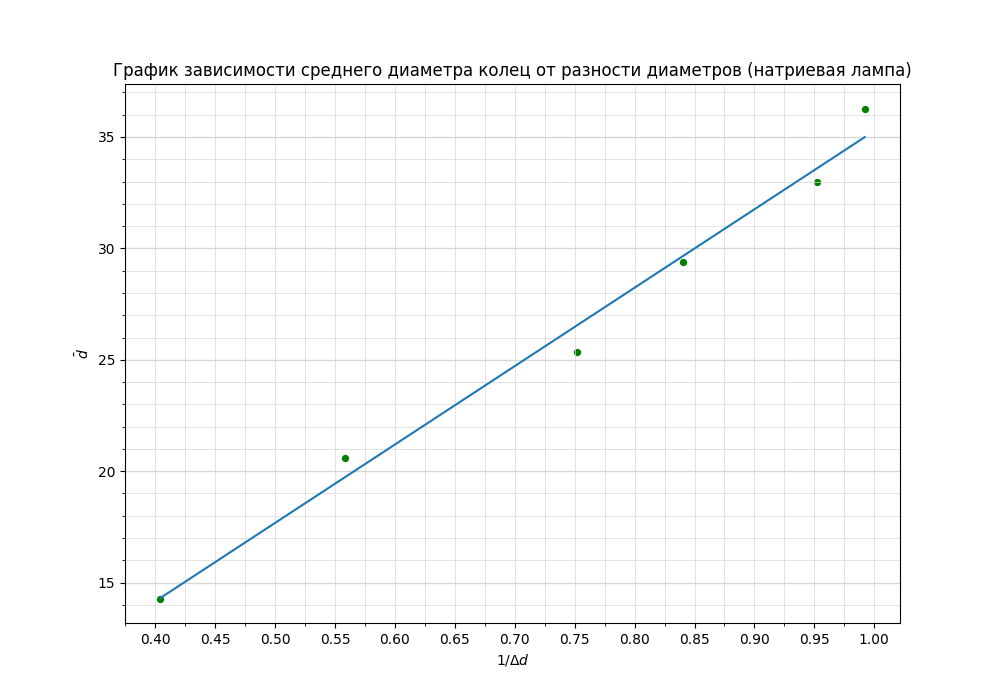 График зависимости среднего диаметра колец от разности диаметров (натриевая лампа)
35
30
25
20
15
d̄
0.40 0.45 0.50 0.55 0.60 0.65 0.70 0.75 0.80 0.85 0.90 0.95 1.00
1/Δd